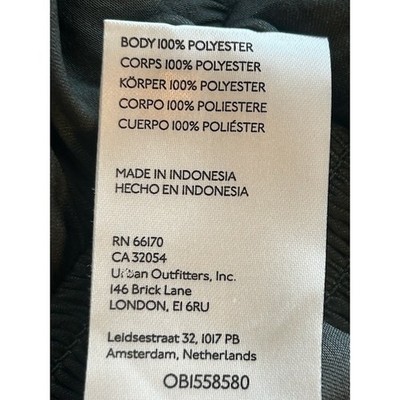 BODY 100% POLYESTER
CORPS 100% POLYESTER
KÖRPER 100% POLYESTER
CORPO 100% POLIESTERE
CUERPO 100% POLIÉSTER
MADE IN INDONESIA
HECHO EN INDONESIA
RN 66170
CA 32054
Urban Outfitters, Inc.
146 Brick Lane
LONDON, E1 6RU
Leidsestraat 32, 1017 PB
Amsterdam, Netherlands
OB1558580